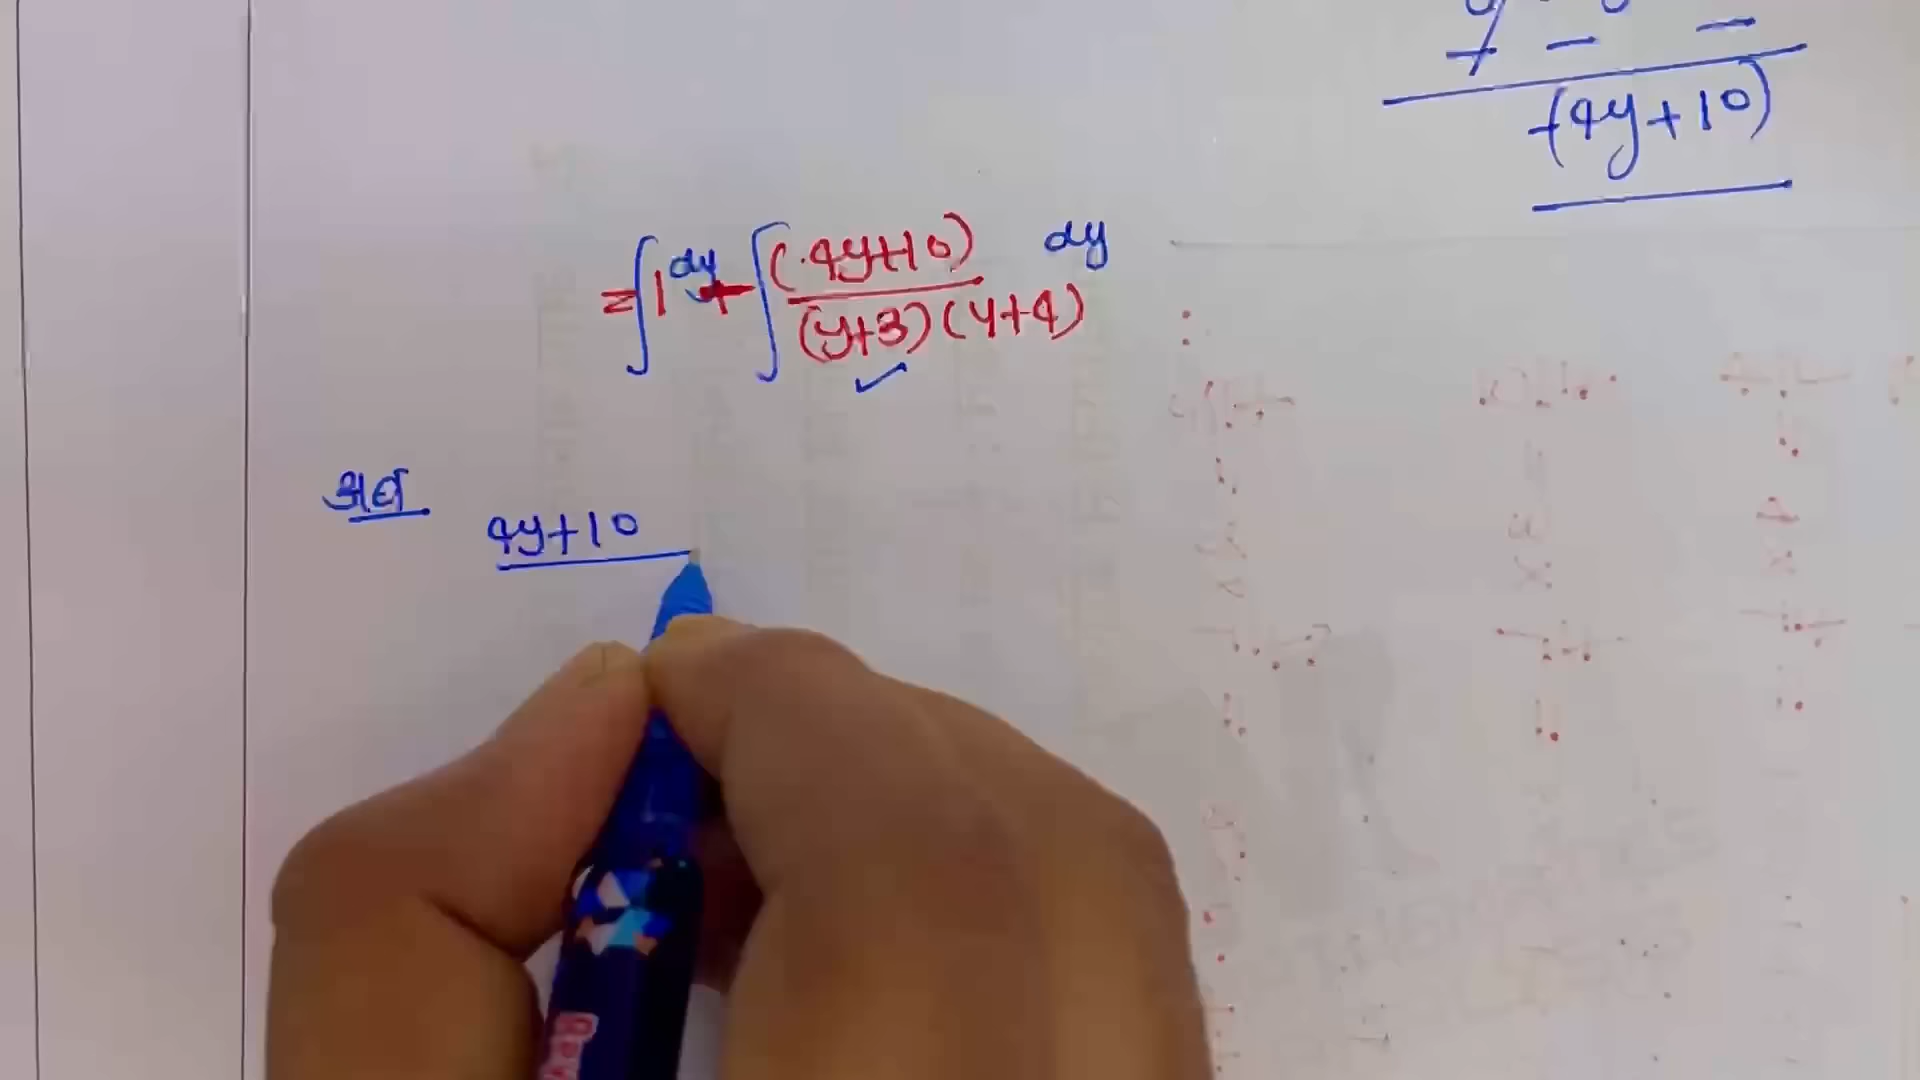 -(4y+10)
=∫1 dy + ∫(4y+10)/(y+3)(y+4) dy
अब
4y+10